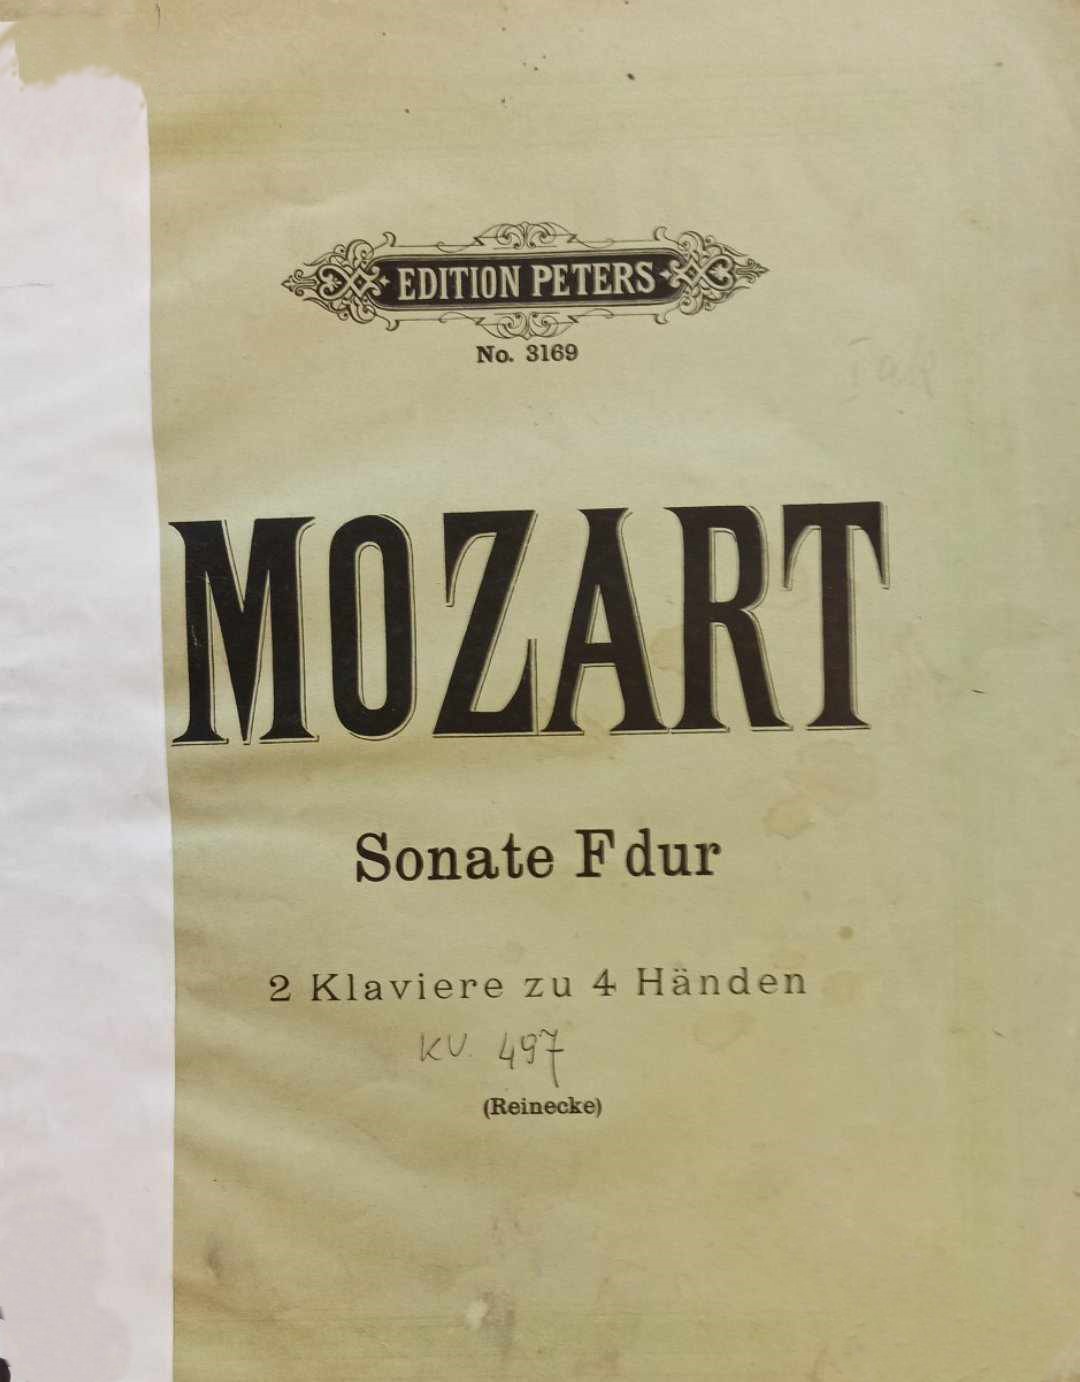 EDITION PETERS
No. 3169
MOZART
Sonate F dur
2 Klaviere zu 4 Händen
KV. 497
(Reinecke)